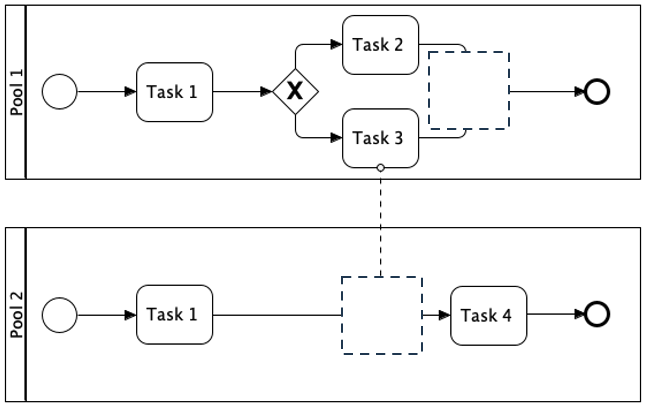 Pool 1
Task 1
X
Task 2
Task 3
Pool 2
Task 1
Task 4